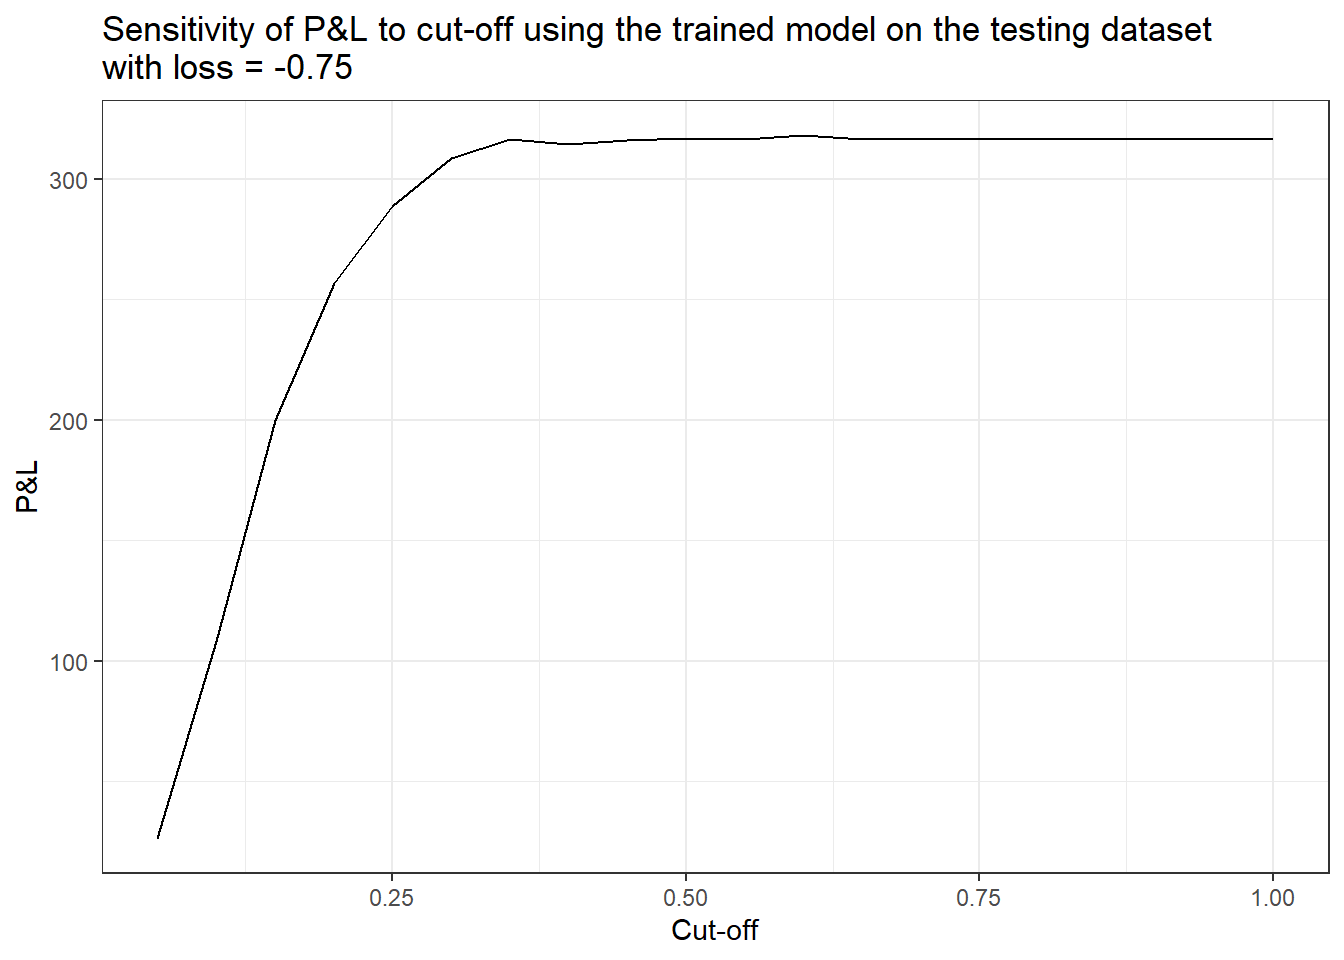 Sensitivity of P&L to cut-off using the trained model on the testing dataset
with loss = -0.75
300
200
100
P&L
0.25 0.50 0.75 1.00
Cut-off